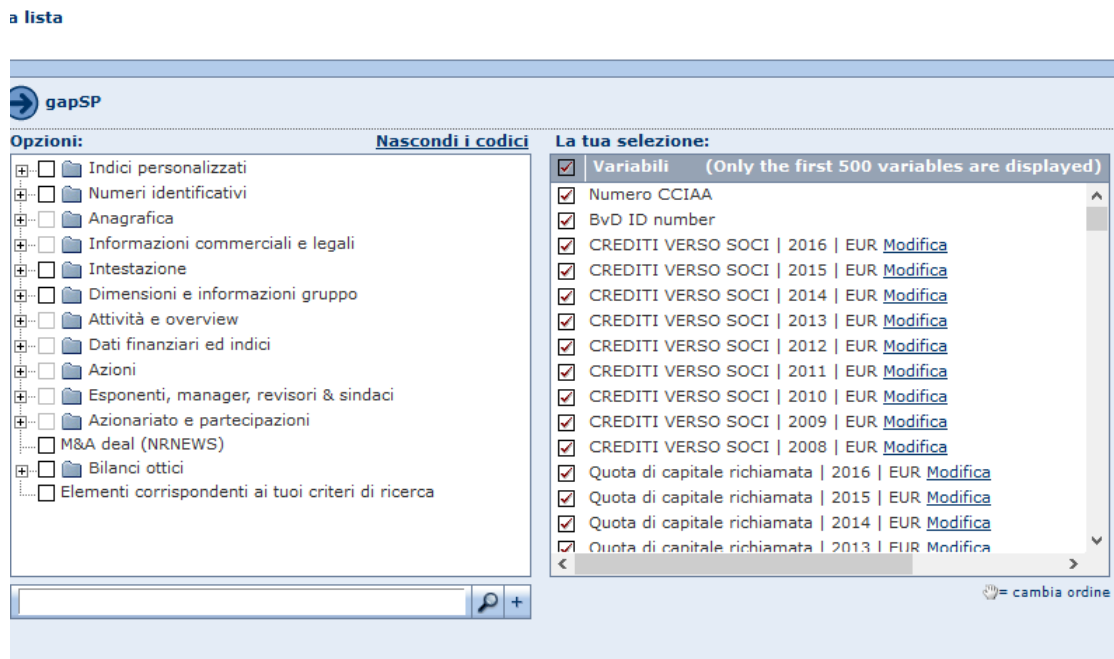 a lista
gapSP
Opzioni: Nascondi i codici
Indici personalizzati
Numeri identificativi
Anagrafica
Informazioni commerciali e legali
Intestazione
Dimensioni e informazioni gruppo
Attività e overview
Dati finanziari ed indici
Azioni
Esponenti, manager, revisori & sindaci
Azionariato e partecipazioni
M&A deal (NRNEWS)
Bilanci ottici
Elementi corrispondenti ai tuoi criteri di ricerca
+
La tua selezione:
Variabili (Only the first 500 variables are displayed)
Numero CCIAA
BvD ID number
CREDITI VERSO SOCI | 2016 | EUR Modifica
CREDITI VERSO SOCI | 2015 | EUR Modifica
CREDITI VERSO SOCI | 2014 | EUR Modifica
CREDITI VERSO SOCI | 2013 | EUR Modifica
CREDITI VERSO SOCI | 2012 | EUR Modifica
CREDITI VERSO SOCI | 2011 | EUR Modifica
CREDITI VERSO SOCI | 2010 | EUR Modifica
CREDITI VERSO SOCI | 2009 | EUR Modifica
CREDITI VERSO SOCI | 2008 | EUR Modifica
Quota di capitale richiamata | 2016 | EUR Modifica
Quota di capitale richiamata | 2015 | EUR Modifica
Quota di capitale richiamata | 2014 | EUR Modifica
Quota di capitale richiamata | 2013 | EUR Modifica
= cambia ordine